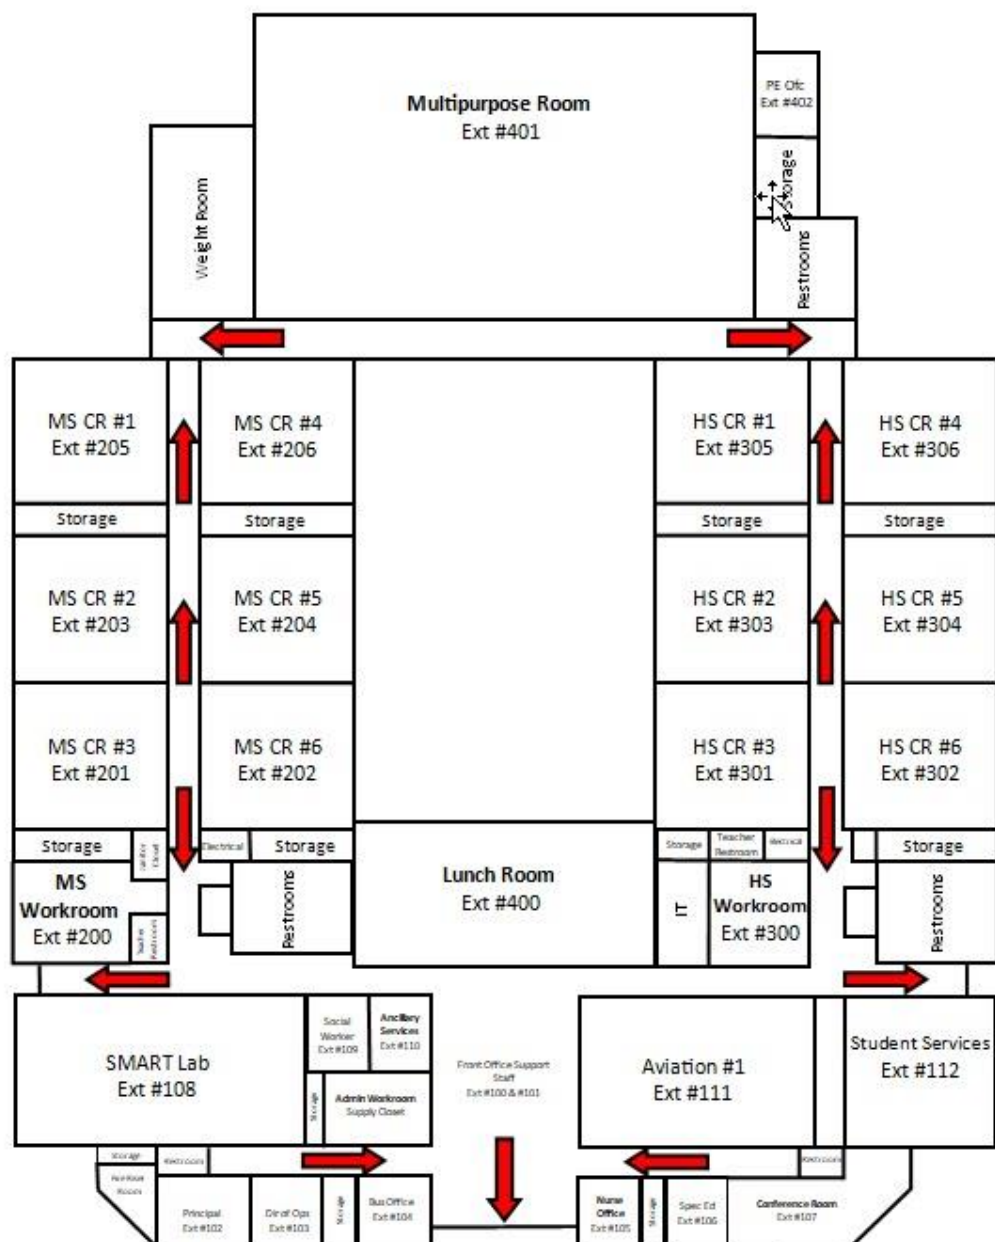 Multipurpose Room
Ext #401
PE Ofc
Ext #402
Storage
Weight Room
Restrooms
MS CR #1
Ext #205
MS CR #4
Ext #206
HS CR #1
Ext #305
HS CR #4
Ext #306
Storage
Storage
Storage
Storage
MS CR #2
Ext #203
MS CR #5
Ext #204
HS CR #2
Ext #303
HS CR #5
Ext #304
MS CR #3
Ext #201
MS CR #6
Ext #202
HS CR #3
Ext #301
HS CR #6
Ext #302
Storage
Janitor
Closet
Electrical
Storage
Storage
Teacher
Restroom
Electrical
Storage
MS
Workroom
Ext #200
Teacher
Restroom
Restrooms
Lunch Room
Ext #400
IT
HS
Workroom
Ext #300
Restrooms
SMART Lab
Ext #108
Social
Worker
Ext #109
Ancillary
Services
Ext #110
Storage
Admin Workroom
Supply Closet
Front Office Support
Staff
Ext #100 & #101
Aviation #1
Ext #111
Student Services
Ext #112
Storage
Restroom
Room
Principal
Ext #102
Dir of Ops
Ext #103
Storage
Bus Office
Ext #104
Nurse
Office
Ext #105
Storage
Spec Ed
Ext #106
Restroom
Conference Room
Ext #107